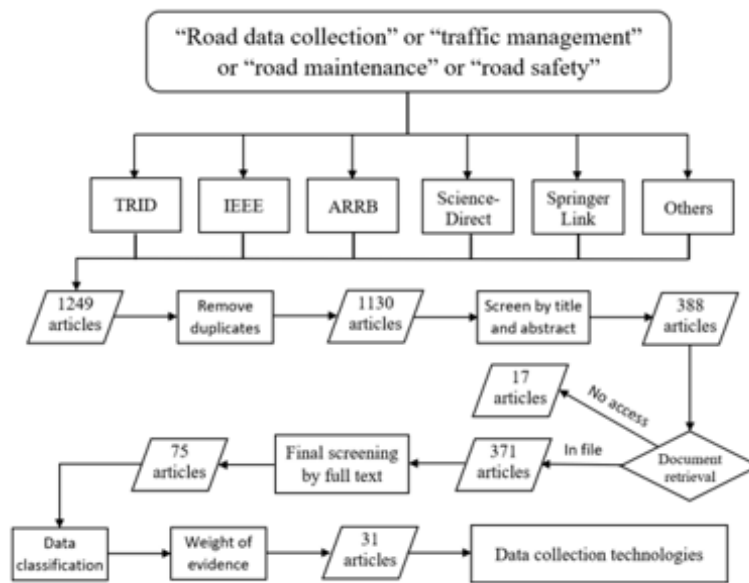 “Road data collection” or “traffic management”
or “road maintenance” or “road safety”
TRID
IEEE
ARRB
Science-
Direct
Springer
Link
Others
1249
articles
Remove
duplicates
1130
articles
Screen by title
and abstract
388
articles
17
articles
No access
Document
retrieval
In file
371
articles
Final screening
by full text
75
articles
Data
classification
Weight of
evidence
31
articles
Data collection technologies